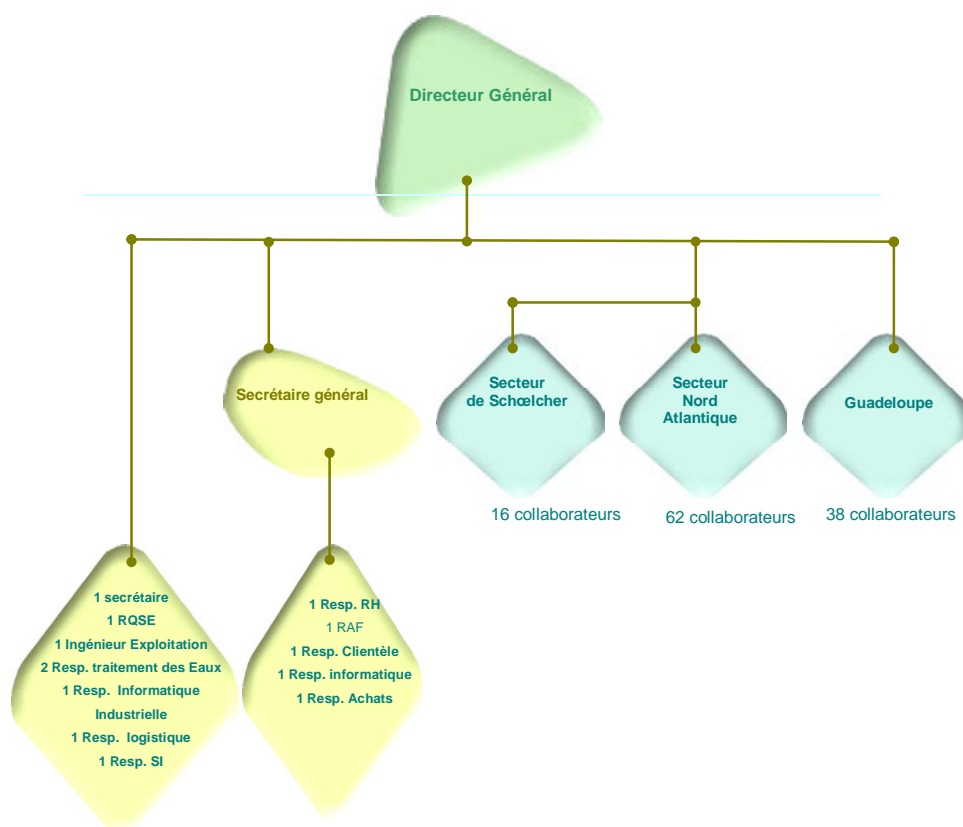 Directeur Général
Secrétaire général
Secteur
de Schœlcher
Secteur
Nord
Atlantique
Guadeloupe
16 collaborateurs
62 collaborateurs
38 collaborateurs
1 secrétaire
1 RQSE
1 Ingénieur Exploitation
2 Resp. traitement des Eaux
1 Resp. Informatique
Industrielle
1 Resp. logistique
1 Resp. SI
1 Resp. RH
1 RAF
1 Resp. Clientèle
1 Resp. informatique
1 Resp. Achats